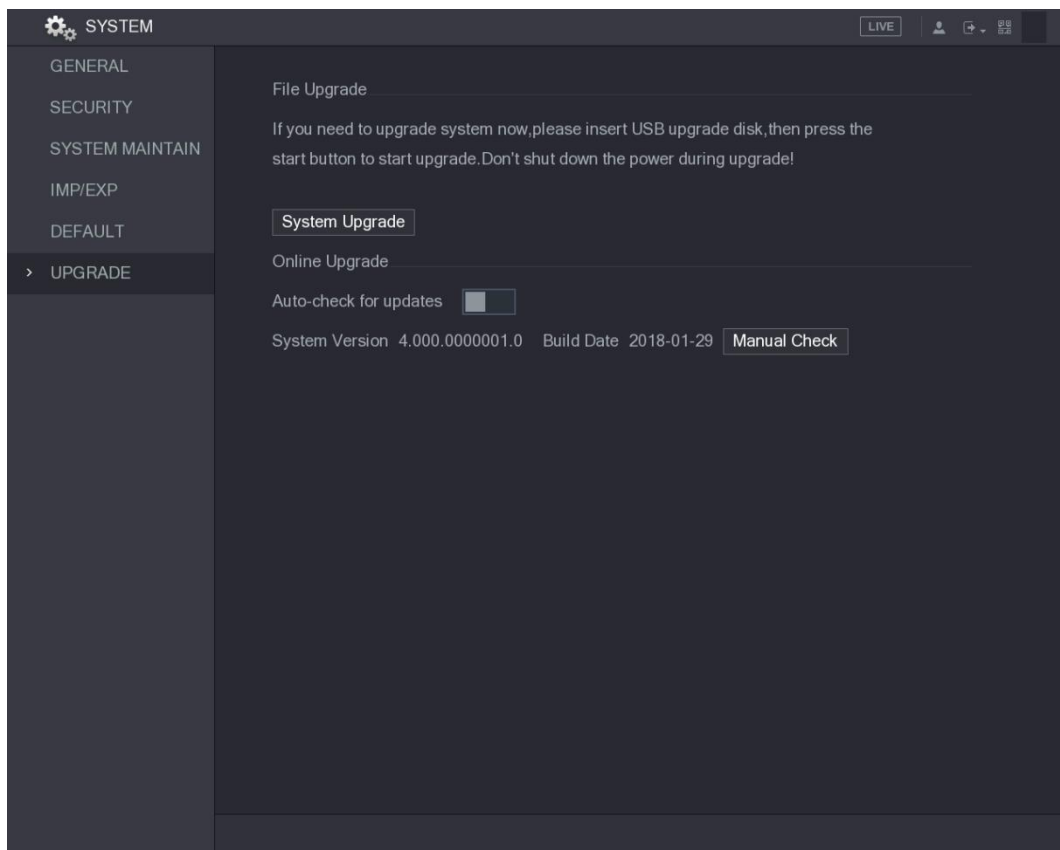 SYSTEM
LIVE
GENERAL
SECURITY
SYSTEM MAINTAIN
IMP/EXP
DEFAULT
UPGRADE
File Upgrade
If you need to upgrade system now,please insert USB upgrade disk,then press the
start button to start upgrade.Don't shut down the power during upgrade!
System Upgrade
Online Upgrade
Auto-check for updates
System Version 4.000.0000001.0 Build Date 2018-01-29 Manual Check